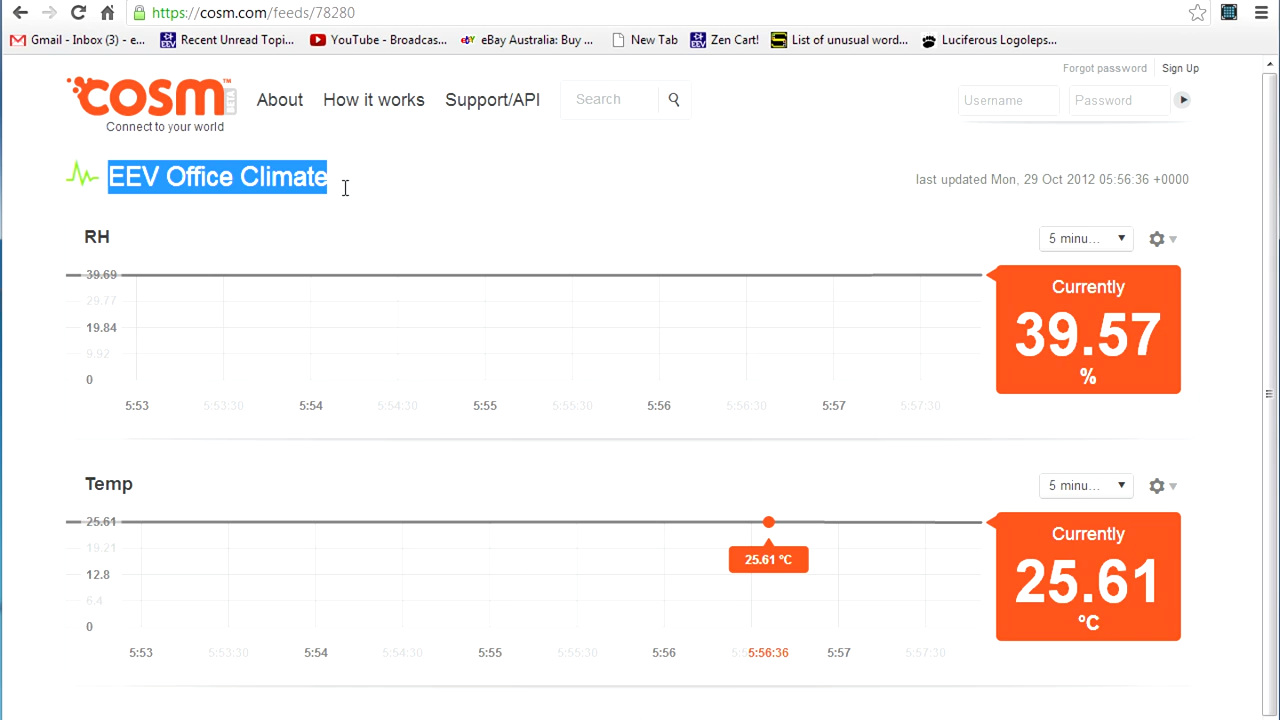 https://cosm.com/feeds/78280
Gmail - Inbox (3) - e... Recent Unread Topi... YouTube - Broadcas... eBay Australia: Buy ... New Tab Zen Cart! List of unusual word... Luciferous Logoleps...
Forgot password Sign Up
cosm™ About How it works Support/API Search Username Password
Connect to your world
EEV Office Climate last updated Mon, 29 Oct 2012 05:56:36 +0000
RH 5 minu...
39.69
29.77
19.84
9.92
0
5:53 5:53:30 5:54 5:54:30 5:55 5:55:30 5:56 5:56:30 5:57 5:57:30
Currently
39.57
%
Temp 5 minu...
25.61
19.21
12.8
6.4
0
25.61 ºC
5:53 5:53:30 5:54 5:54:30 5:55 5:55:30 5:56 5:56:36 5:57 5:57:30
Currently
25.61
ºC